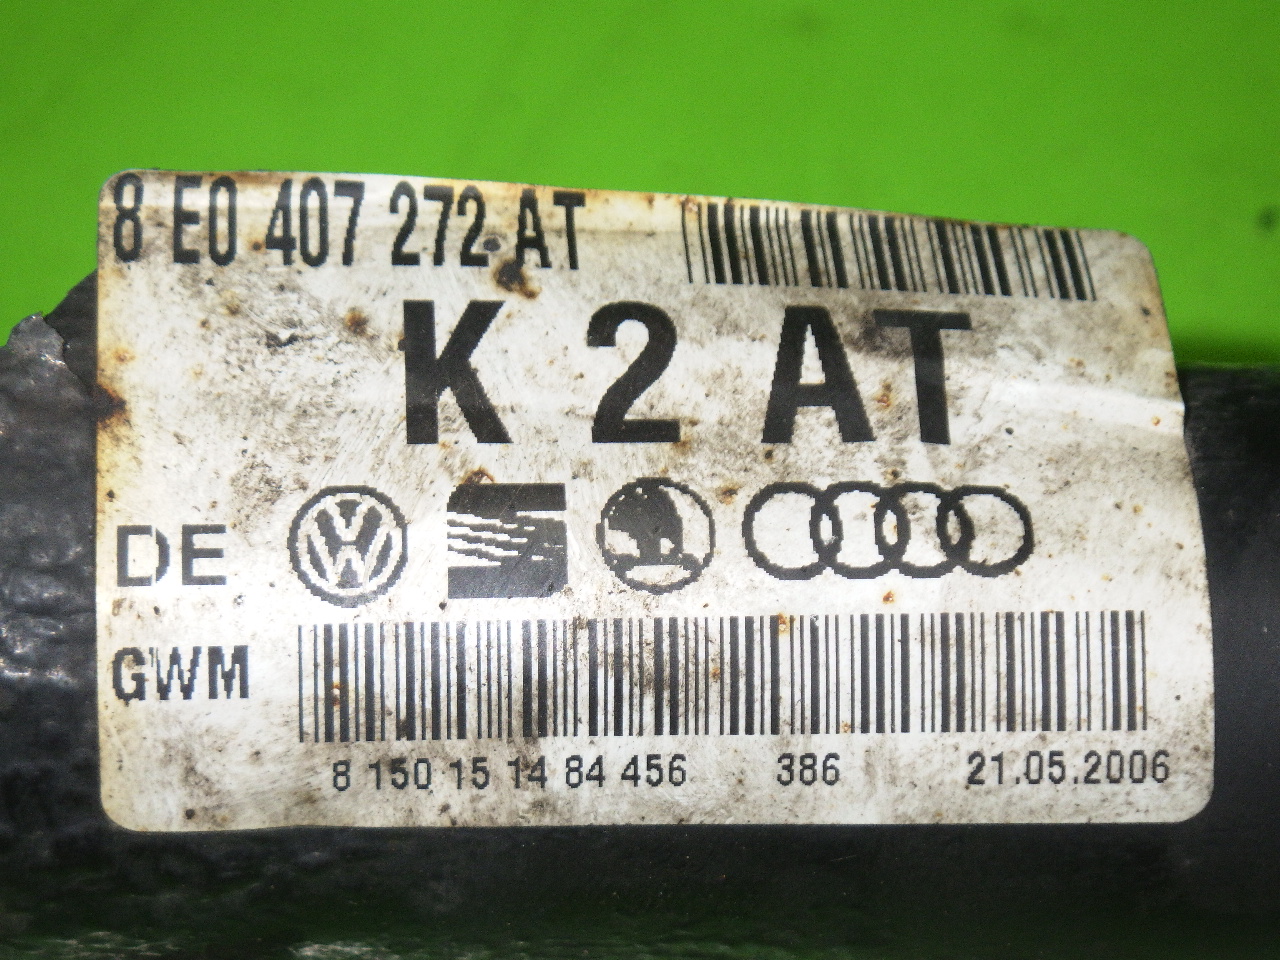 8 E0 407 272 AT
K 2 AT
DE
GWM
8 150 15 14 84 456 386 21.05.2006